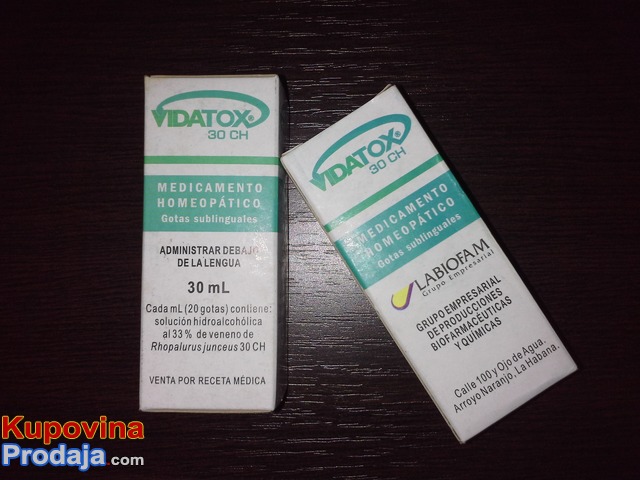 VIDATOX®
30 CH
MEDICAMENTO
HOMEOPÁTICO
Gotas sublinguales
ADMINISTRAR DEBAJO
DE LA LENGUA
30 mL
Cada mL (20 gotas) contiene:
solución hidroalcohólica
al 33 % de veneno de
Rhopalurus junceus 30 CH
VENTA POR RECETA MÉDICA
VIDATOX®
30 CH
MEDICAMENTO
HOMEOPÁTICO
Gotas sublinguales
LABIOFAM
Grupo Empresarial
GRUPO EMPRESARIAL
DE PRODUCCIONES
BIOFARMACÉUTICAS
Y QUÍMICAS
Calle 100 y Ojo de Agua,
Arroyo Naranjo, La Habana.
Kupovina
Prodaja.com